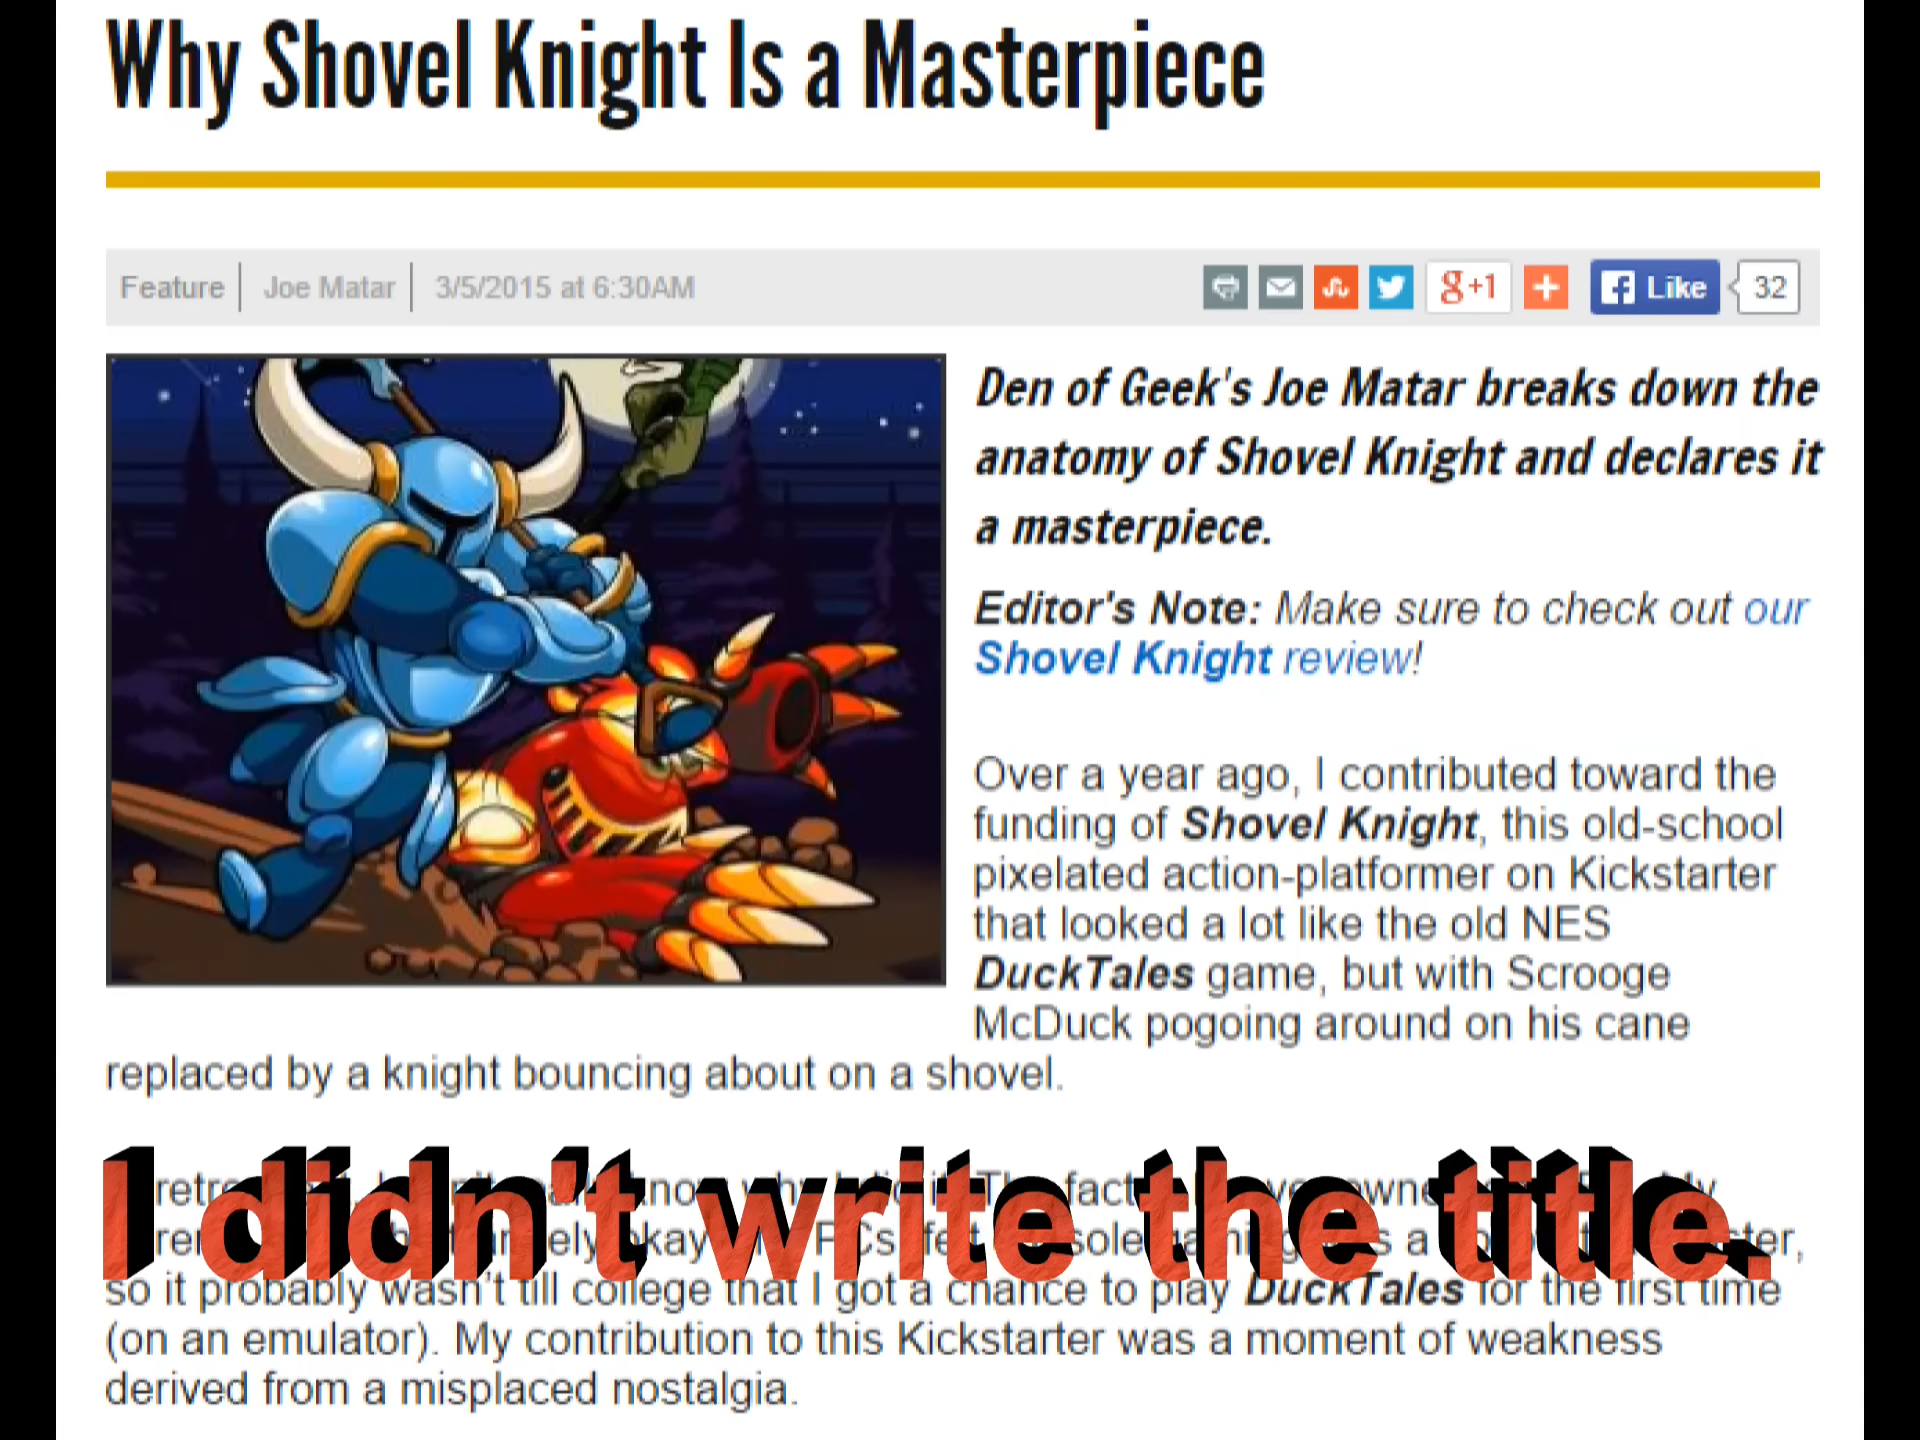 Why Shovel Knight Is a Masterpiece
Feature
Joe Matar
3/5/2015 at 6:30AM
g+1
Like
32
Den of Geek's Joe Matar breaks down the
anatomy of Shovel Knight and declares it
a masterpiece.
Editor's Note: Make sure to check out our
Shovel Knight review!
Over a year ago, I contributed toward the
funding of Shovel Knight, this old-school
pixelated action-platformer on Kickstarter
that looked a lot like the old NES
DuckTales game, but with Scrooge
McDuck pogoing around on his cane
replaced by a knight bouncing about on a shovel.
I didn't write the title.
so it probably wasn't till college that I got a chance to play DuckTales for the first time
(on an emulator). My contribution to this Kickstarter was a moment of weakness
derived from a misplaced nostalgia.